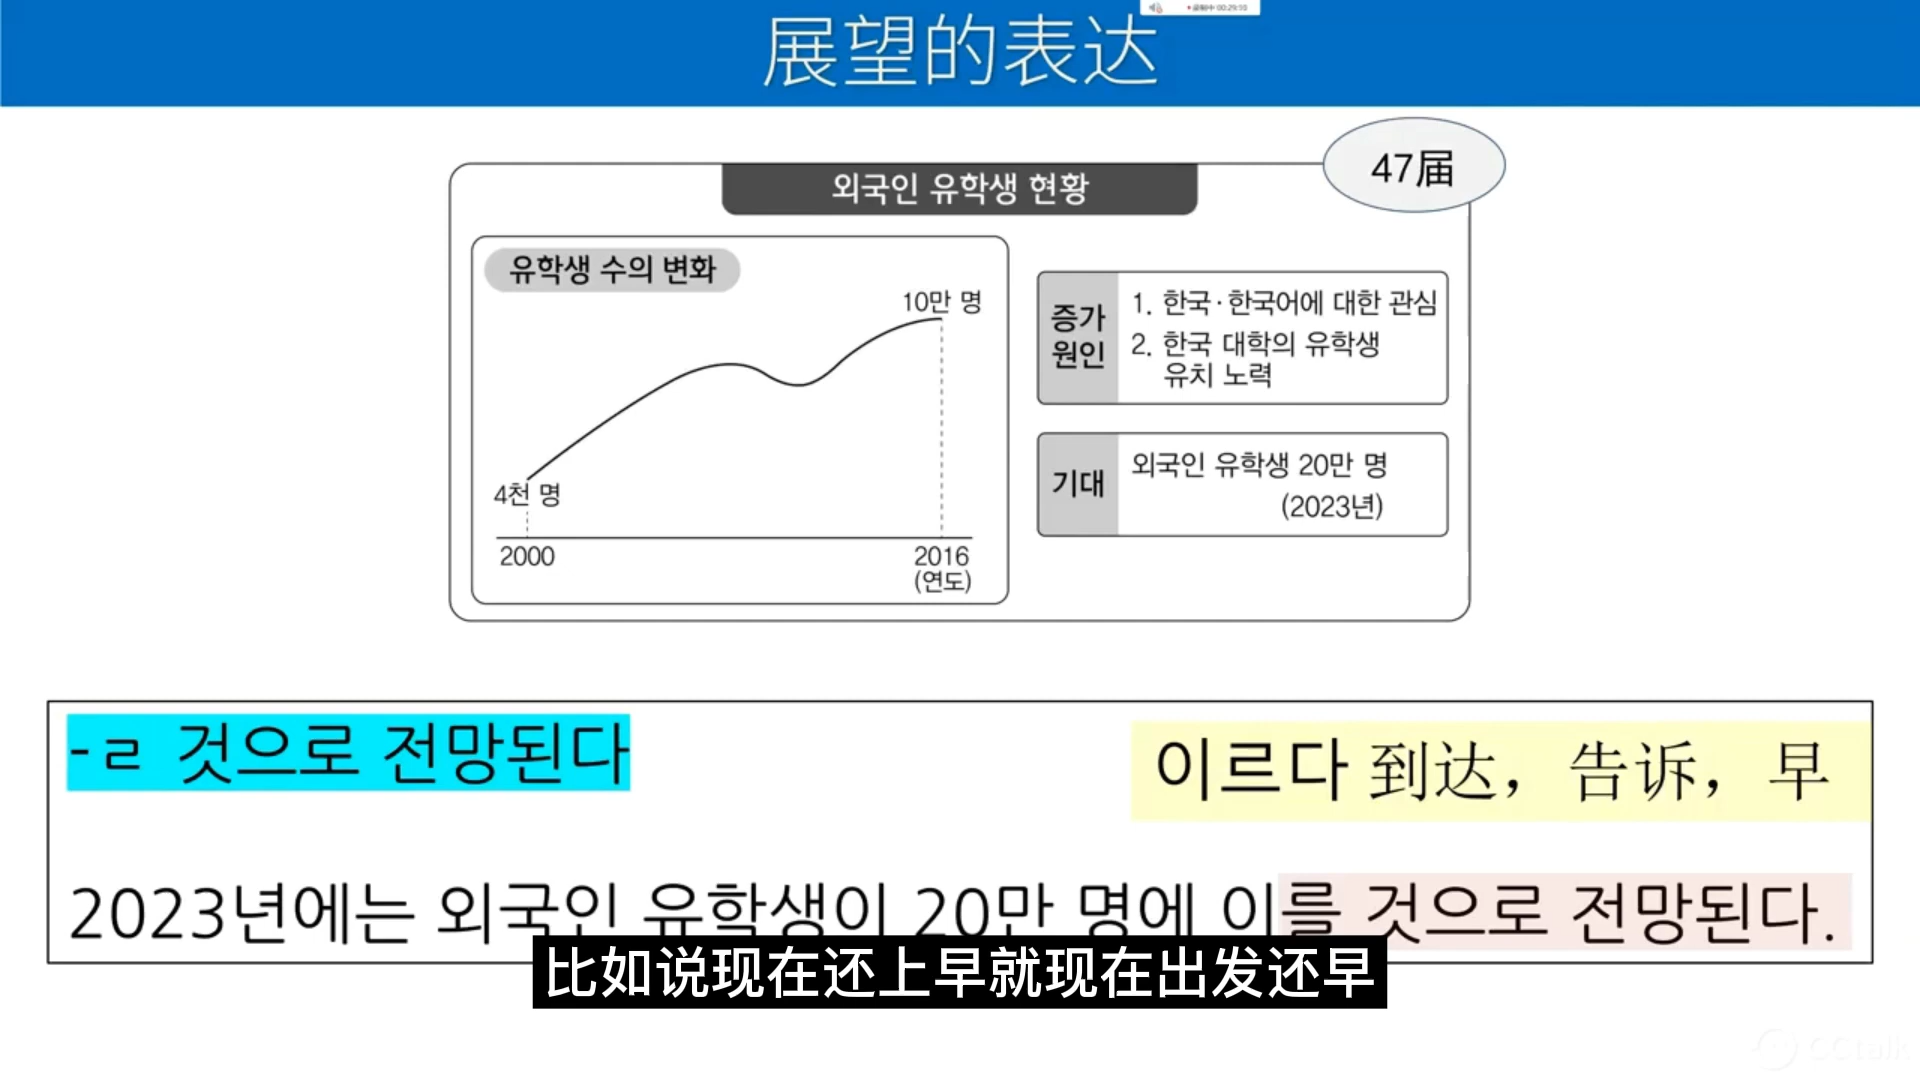 录制中 00:29:10
展望的表达
47届
외국인 유학생 현황
유학생 수의 변화
10만 명
4천 명
2000
2016
(연도)
증가
원인
1. 한국·한국어에 대한 관심
2. 한국 대학의 유학생
유치 노력
기대
외국인 유학생 20만 명
(2023년)
-ㄹ 것으로 전망된다
이르다 到达，告诉，早
2023년에는 외국인 유학생이 20만 명에 이를 것으로 전망된다.
比如说现在还上早就现在出发还早
CCtalk